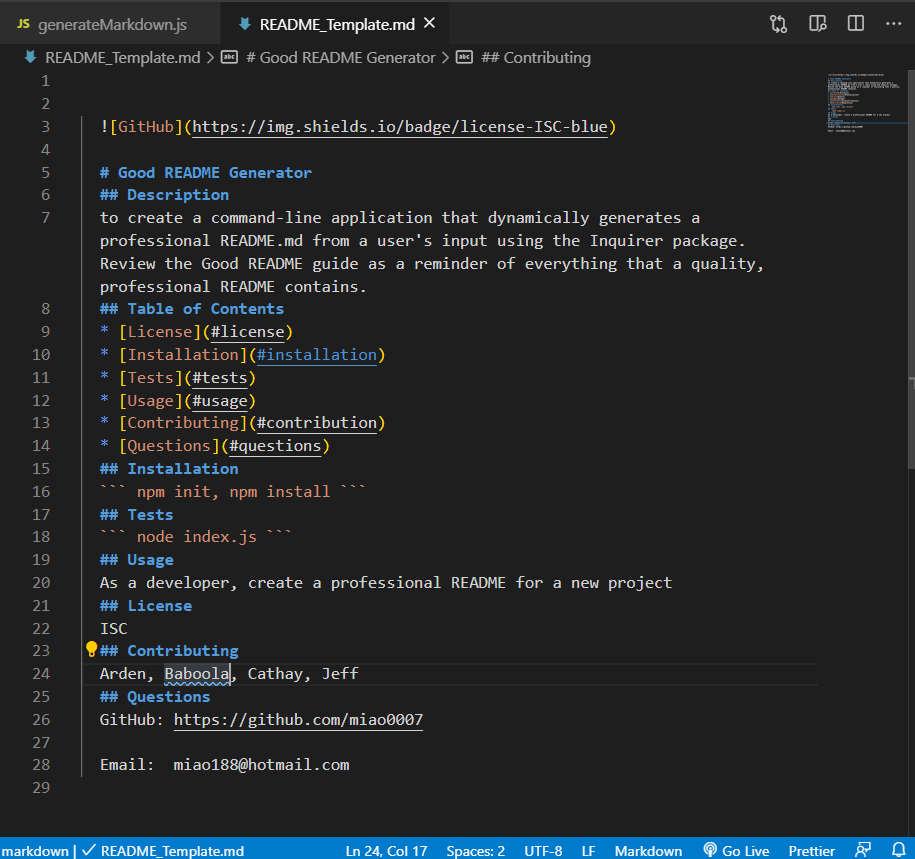 JS generateMarkdown.js README_Template.md
README_Template.md > abc # Good README Generator > abc ## Contributing
1
2
3 ![GitHub](https://img.shields.io/badge/license-ISC-blue)
4
5 # Good README Generator
6 ## Description
7 to create a command-line application that dynamically generates a
professional README.md from a user's input using the Inquirer package.
Review the Good README guide as a reminder of everything that a quality,
professional README contains.
8 ## Table of Contents
9 * [License](#license)
10 * [Installation](#installation)
11 * [Tests](#tests)
12 * [Usage](#usage)
13 * [Contributing](#contribution)
14 * [Questions](#questions)
15 ## Installation
16 ``` npm init, npm install ```
17 ## Tests
18 ``` node index.js ```
19 ## Usage
20 As a developer, create a professional README for a new project
21 ## License
22 ISC
23 ## Contributing
24 Arden, Baboola, Cathay, Jeff
25 ## Questions
26 GitHub: https://github.com/miao0007
27
28 Email:  miao188@hotmail.com
29
markdown | ✓ README_Template.md Ln 24, Col 17 Spaces: 2 UTF-8 LF Markdown Go Live Prettier